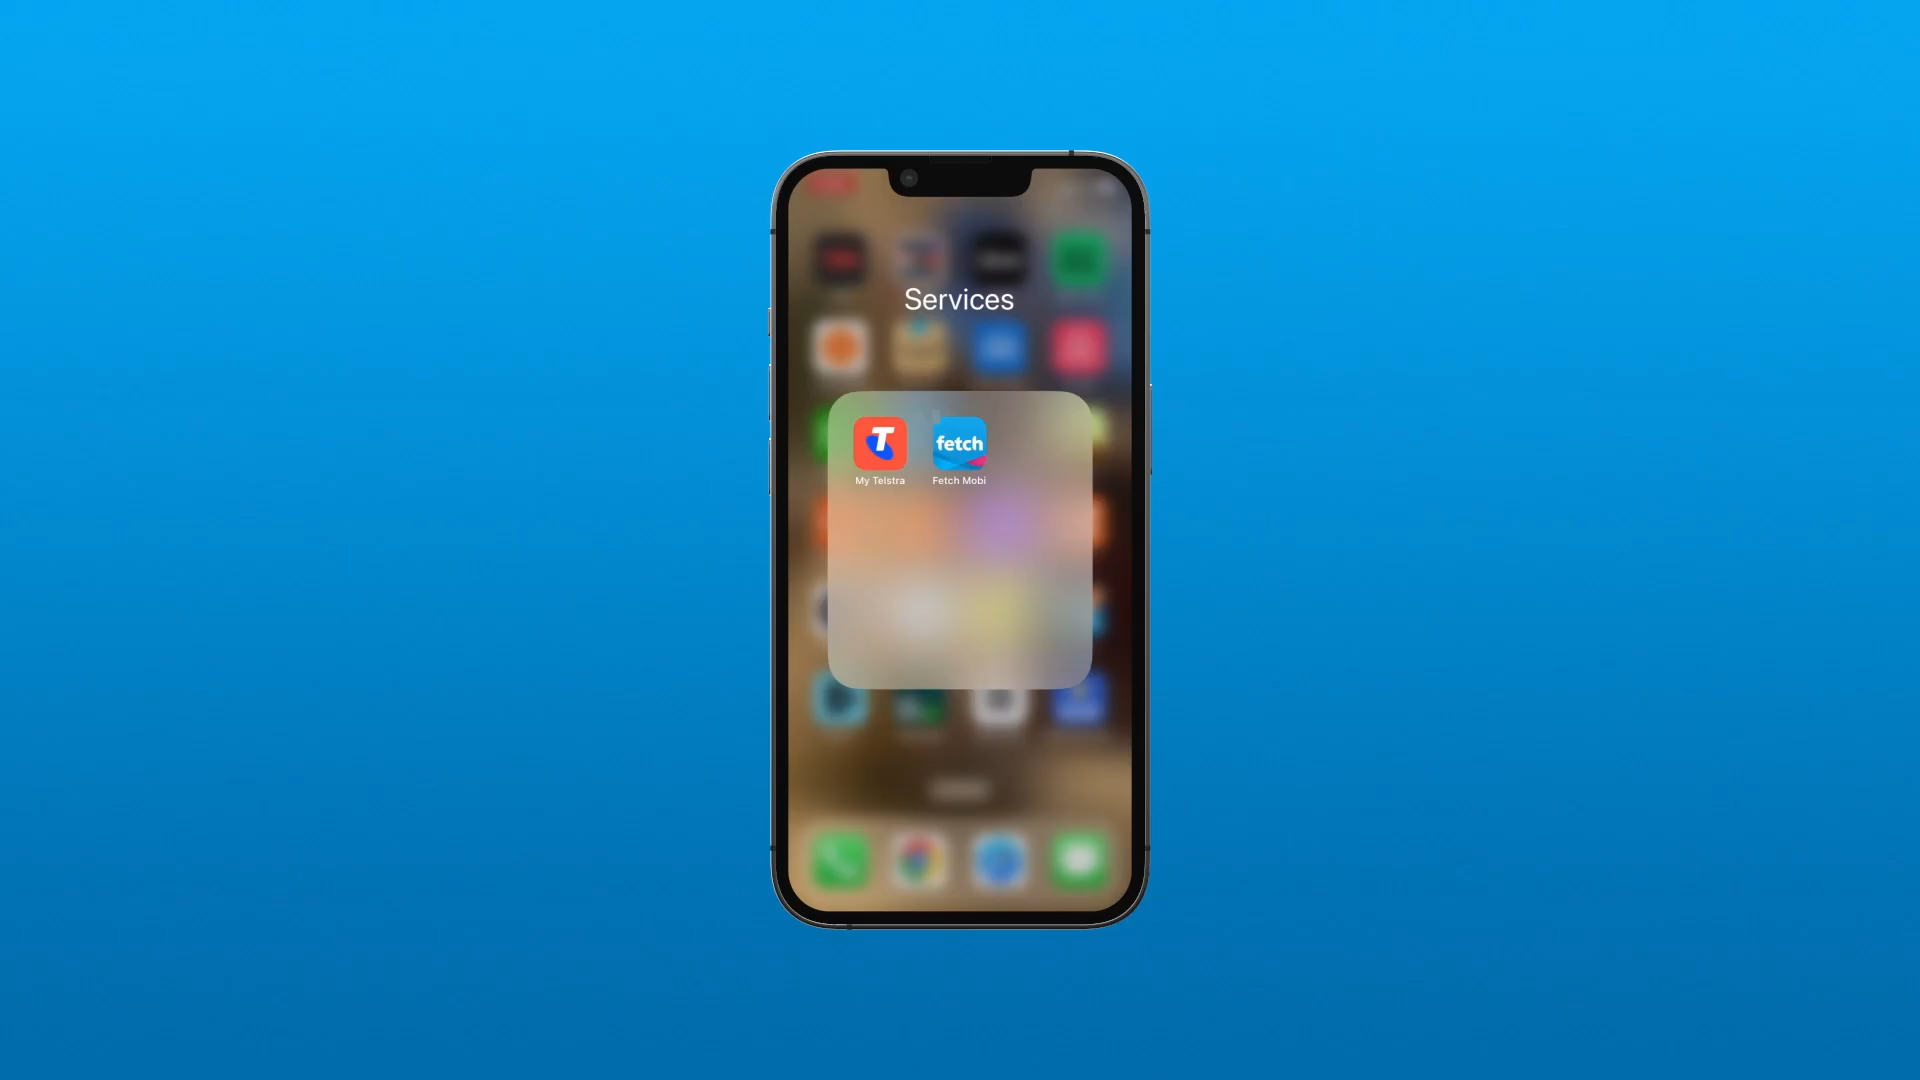 Services
T
fetch
My Telstra
Fetch Mobi